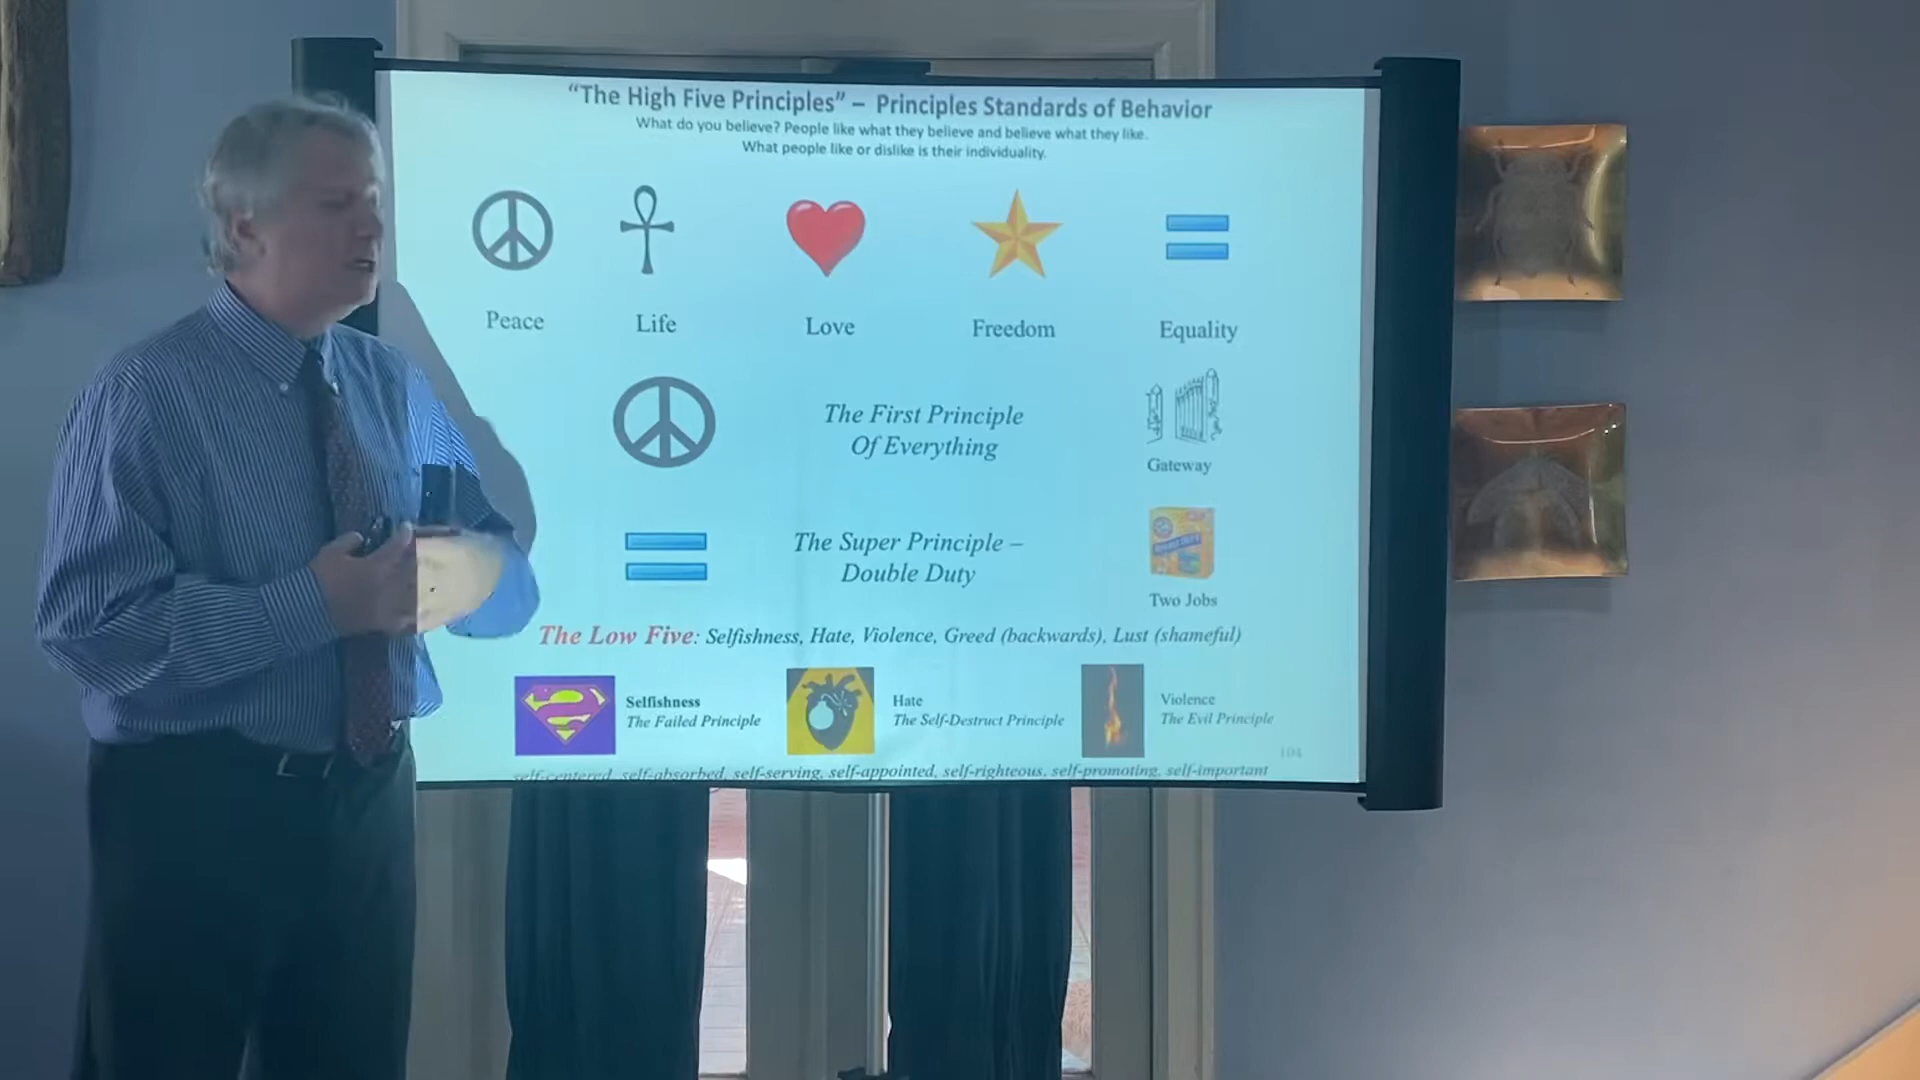 “The High Five Principles” – Principles Standards of Behavior
What do you believe? People like what they believe and believe what they like.
What people like or dislike is their individuality.
Peace
Life
Love
Freedom
Equality
The First Principle
Of Everything
Gateway
The Super Principle –
Double Duty
Two Jobs
The Low Five: Selfishness, Hate, Violence, Greed (backwards), Lust (shameful)
Selfishness
The Failed Principle
Hate
The Self-Destruct Principle
Violence
The Evil Principle
104
self-centered, self-absorbed, self-serving, self-appointed, self-righteous, self-promoting, self-important